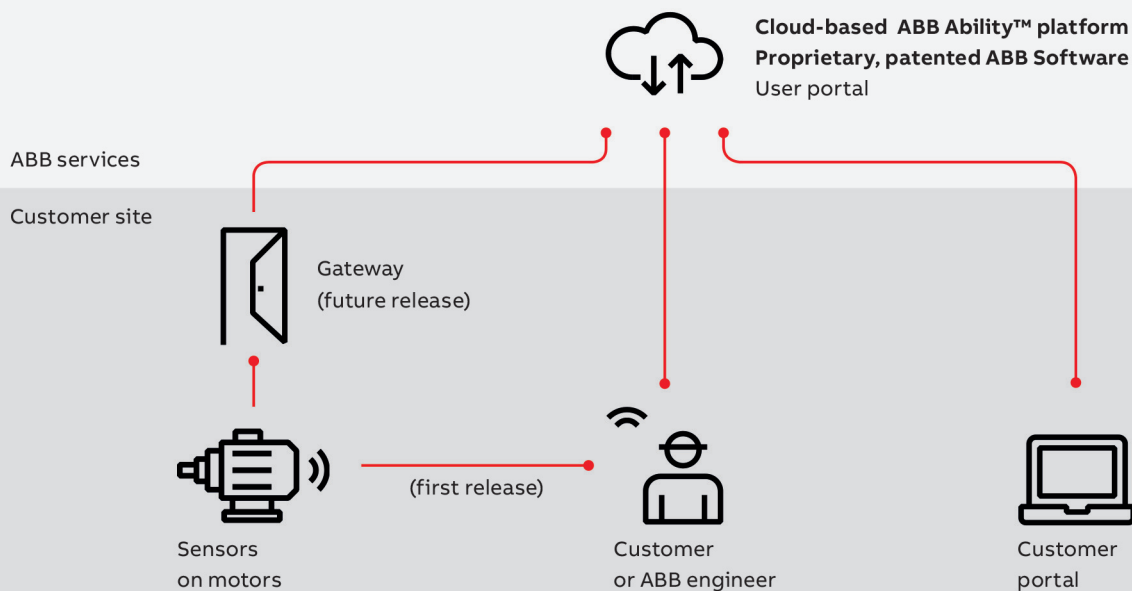 Cloud-based ABB Ability™ platform
Proprietary, patented ABB Software
User portal
ABB services
Customer site
Gateway
(future release)
(first release)
Sensors
on motors
Customer
or ABB engineer
Customer
portal